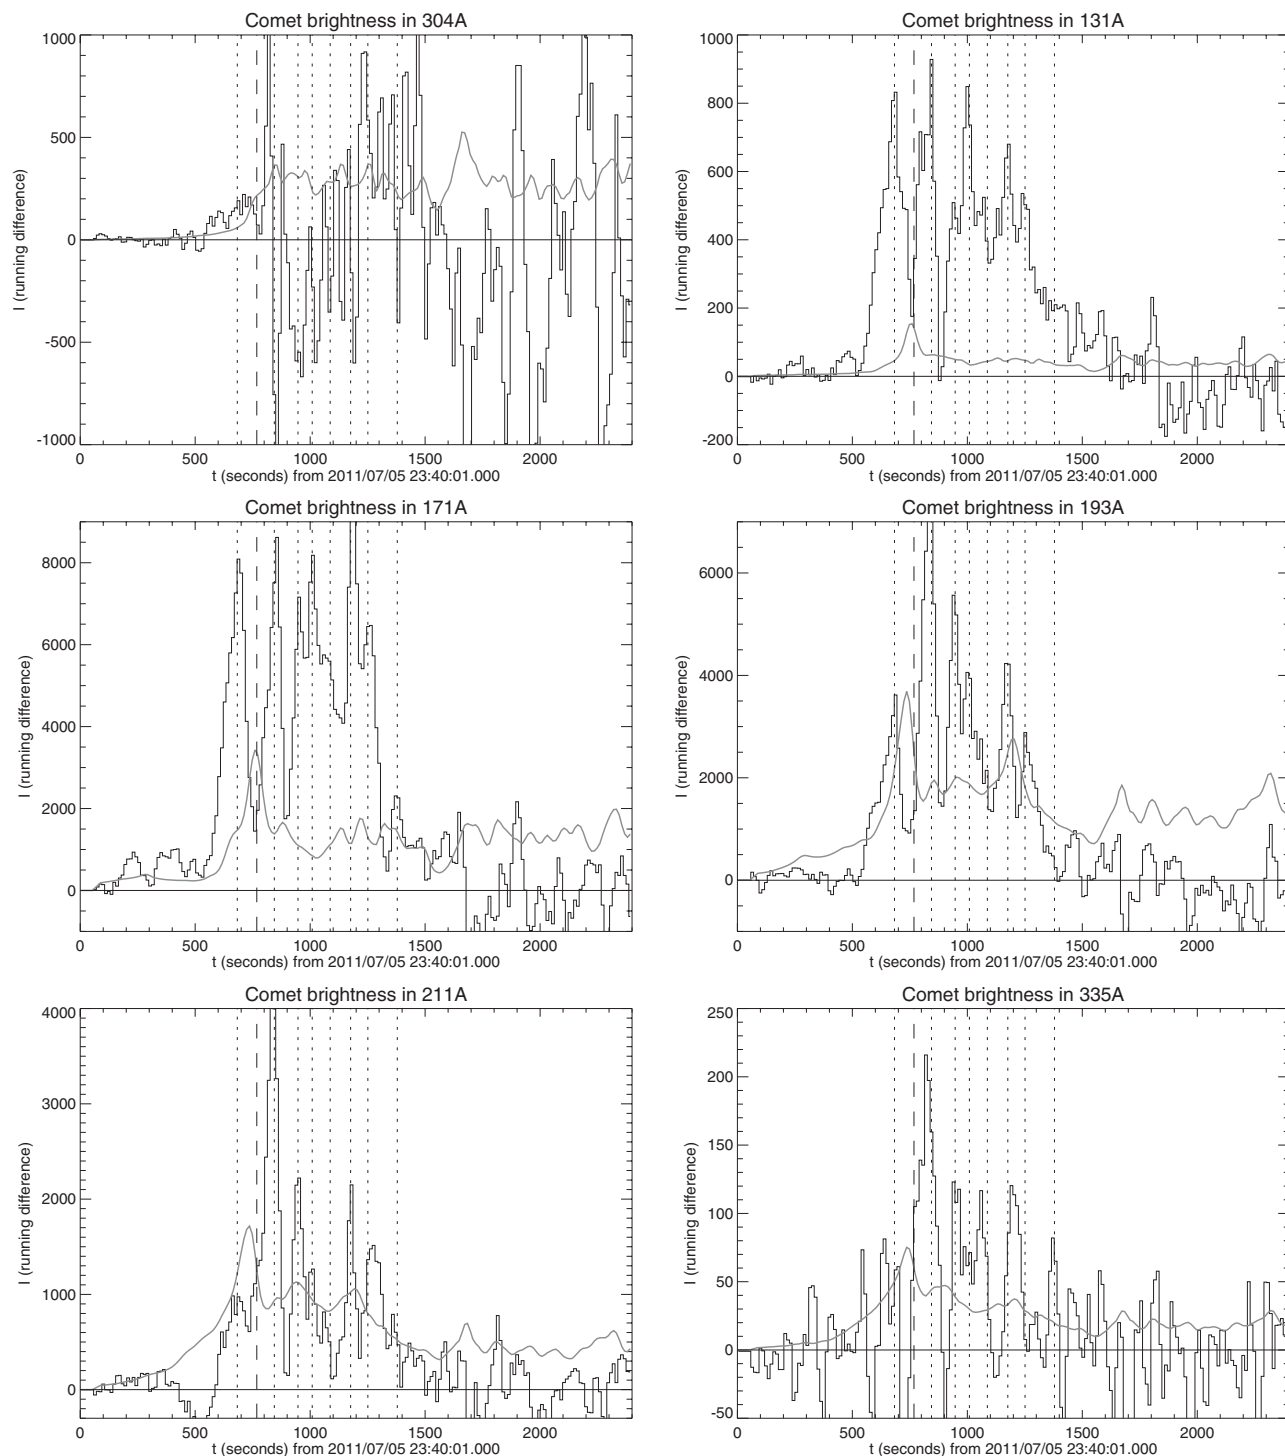 Comet brightness in 304A
1000
500
0
-500
-1000
I (running difference)
0 500 1000 1500 2000
t (seconds) from 2011/07/05 23:40:01.000
Comet brightness in 131A
1000
800
600
400
200
0
-200
I (running difference)
0 500 1000 1500 2000
t (seconds) from 2011/07/05 23:40:01.000
Comet brightness in 171A
8000
6000
4000
2000
0
I (running difference)
0 500 1000 1500 2000
t (seconds) from 2011/07/05 23:40:01.000
Comet brightness in 193A
6000
4000
2000
0
I (running difference)
0 500 1000 1500 2000
t (seconds) from 2011/07/05 23:40:01.000
Comet brightness in 211A
4000
3000
2000
1000
0
I (running difference)
0 500 1000 1500 2000
t (seconds) from 2011/07/05 23:40:01.000
Comet brightness in 335A
250
200
150
100
50
0
-50
I (running difference)
0 500 1000 1500 2000
t (seconds) from 2011/07/05 23:40:01.000